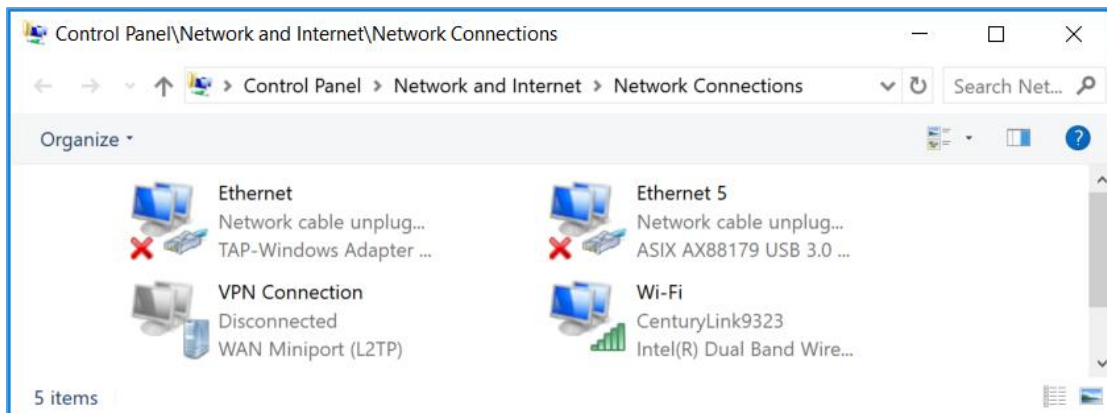 Control Panel\Network and Internet\Network Connections
Control Panel > Network and Internet > Network Connections
Search Net...
Organize
Ethernet
Network cable unplug...
TAP-Windows Adapter ...
Ethernet 5
Network cable unplug...
ASIX AX88179 USB 3.0 ...
VPN Connection
Disconnected
WAN Miniport (L2TP)
Wi-Fi
CenturyLink9323
Intel(R) Dual Band Wire...
5 items